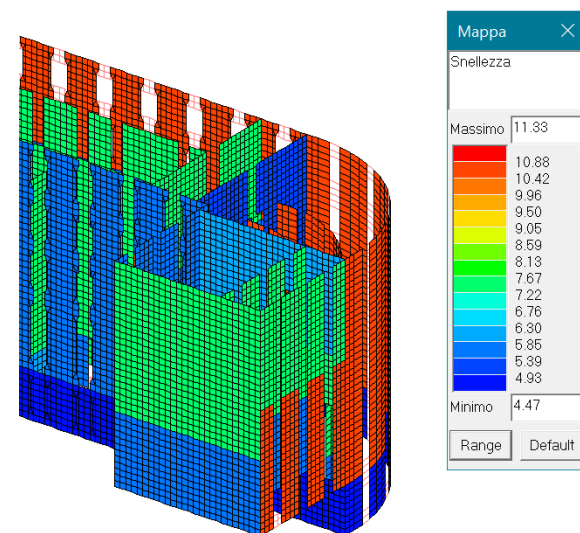 Mappa
Snellezza
Massimo 11.33
10.88
10.42
9.96
9.50
9.05
8.59
8.13
7.67
7.22
6.76
6.30
5.85
5.39
4.93
Minimo 4.47
Range Default